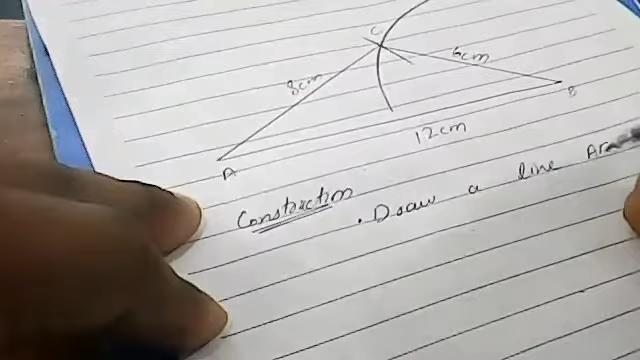 C
8cm
6cm
B
12cm
A
Construction
. Draw a line